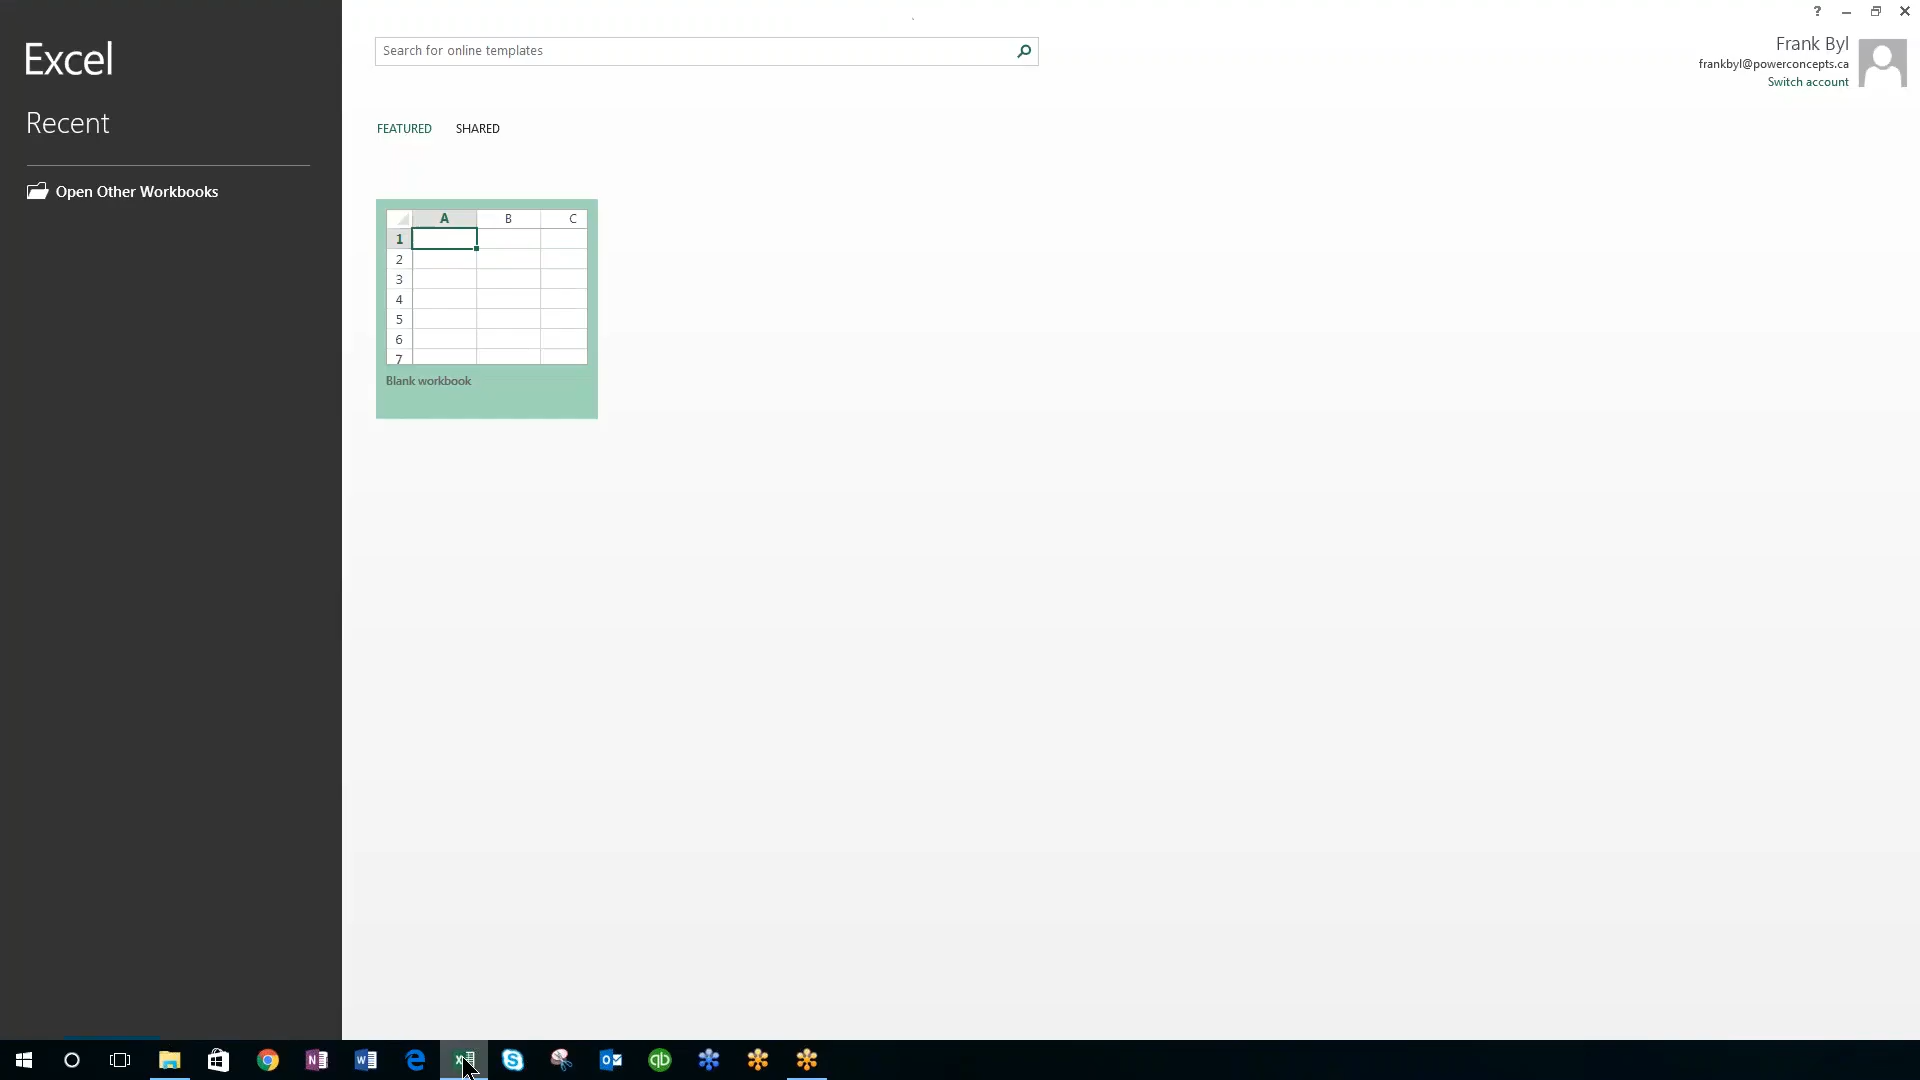 ?
Excel
Search for online templates
Frank Byl
frankbyl@powerconcepts.ca
Switch account
Recent
FEATURED SHARED
Open Other Workbooks
A B C
1
2
3
4
5
6
7
Blank workbook
N W X S O qb